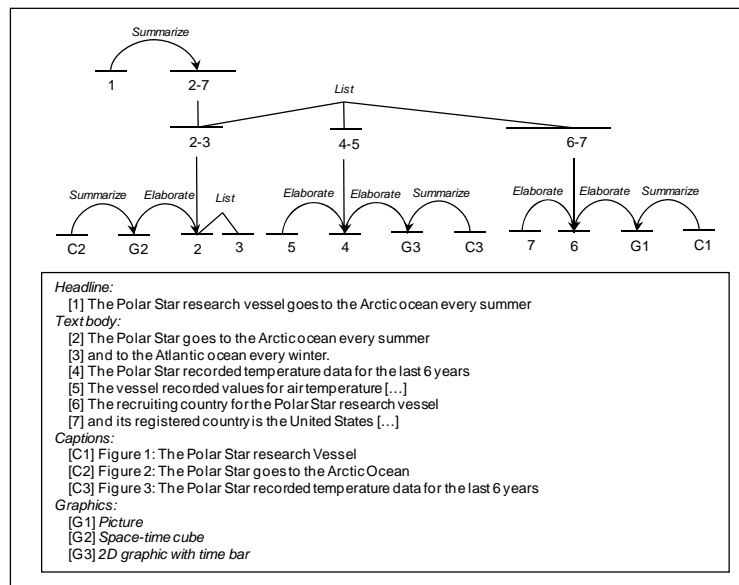 Summarize
1
2-7
List
2-3
4-5
6-7
Summarize
Elaborate
List
Elaborate
Elaborate
Summarize
Elaborate
Elaborate
Summarize
C2
G2
2
3
5
4
G3
C3
7
6
G1
C1
Headline:
[1] The Polar Star research vessel goes to the Arctic ocean every summer
Text body:
[2] The Polar Star goes to the Arctic ocean every summer
[3] and to the Atlantic ocean every winter.
[4] The Polar Star recorded temperature data for the last 6 years
[5] The vessel recorded values for air temperature [...]
[6] The recruiting country for the Polar Star research vessel
[7] and its registered country is the United States [...]
Captions:
[C1] Figure 1: The Polar Star research Vessel
[C2] Figure 2: The Polar Star goes to the Arctic Ocean
[C3] Figure 3: The Polar Star recorded temperature data for the last 6 years
Graphics:
[G1] Picture
[G2] Space-time cube
[G3] 2D graphic with time bar